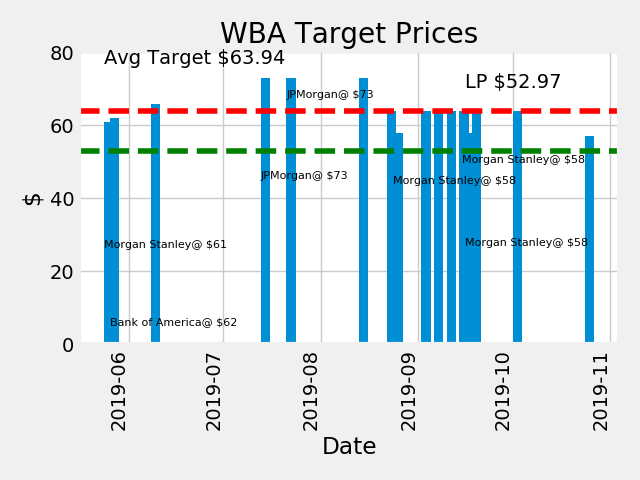 WBA Target Prices
Avg Target $63.94
LP $52.97
80
60
40
20
0
$
JPMorgan@ $73
Morgan Stanley@ $58
JPMorgan@ $73
Morgan Stanley@ $58
Morgan Stanley@ $61
Morgan Stanley@ $58
Bank of America@ $62
2019-06
2019-07
2019-08
2019-09
2019-10
2019-11
Date